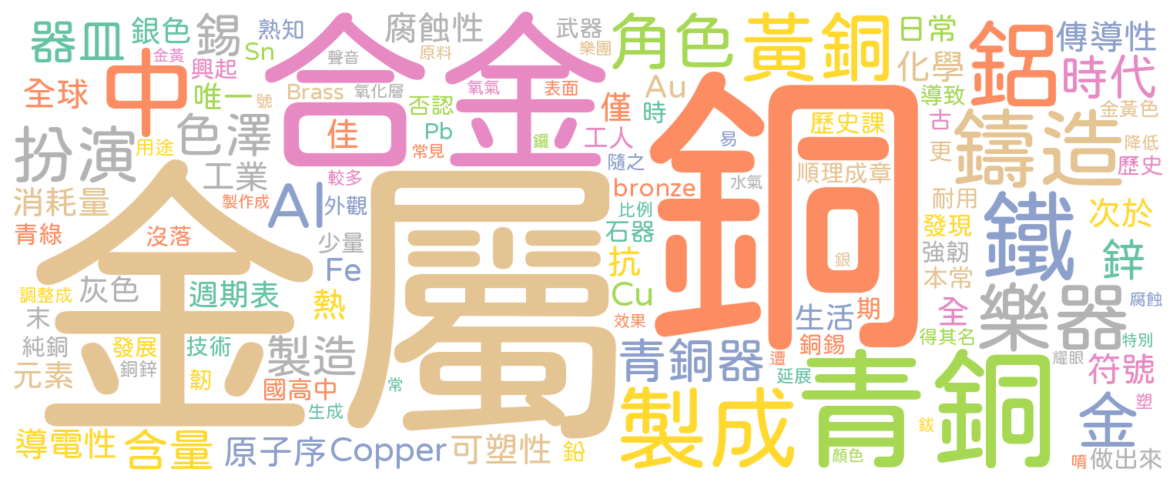 器皿
銀色
金黃
錫
熟知
Sn
興起
聲音
腐蝕性
原料
武器
樂團
角色
黃銅
日常
化學
導致
鋁
傳導性
時代
全球
中
唯一
號
合金
Brass
氧化層
氧氣
表面
否認
僅
Au
時
歷史課
古
金黃色
扮演
用途
色澤
佳
Pb
常見
鑼
工人
隨之
易
順理成章
更
鑄造
降低
歷史
消耗量
工業
製作成
Al
較多
外觀
金屬
銅
bronze
水氣
比例
石器
耐用
發現
鐵
次於
青綠
沒落
少量
Fe
抗
銀
強韌
本常
鋅
調整成
灰色
週期表
熱
Cu
效果
生活
期
全
樂器
腐蝕
末
純銅
發展
銅鋅
技術
製造
青銅器
銅錫
遭
得其名
特別
耀眼
元素
韌
國高中
生成
常
延展
青銅
符號
塑
導電性
含量
原子序
Copper
可塑性
鉛
製成
顏色
鈸
金
唷
做出來